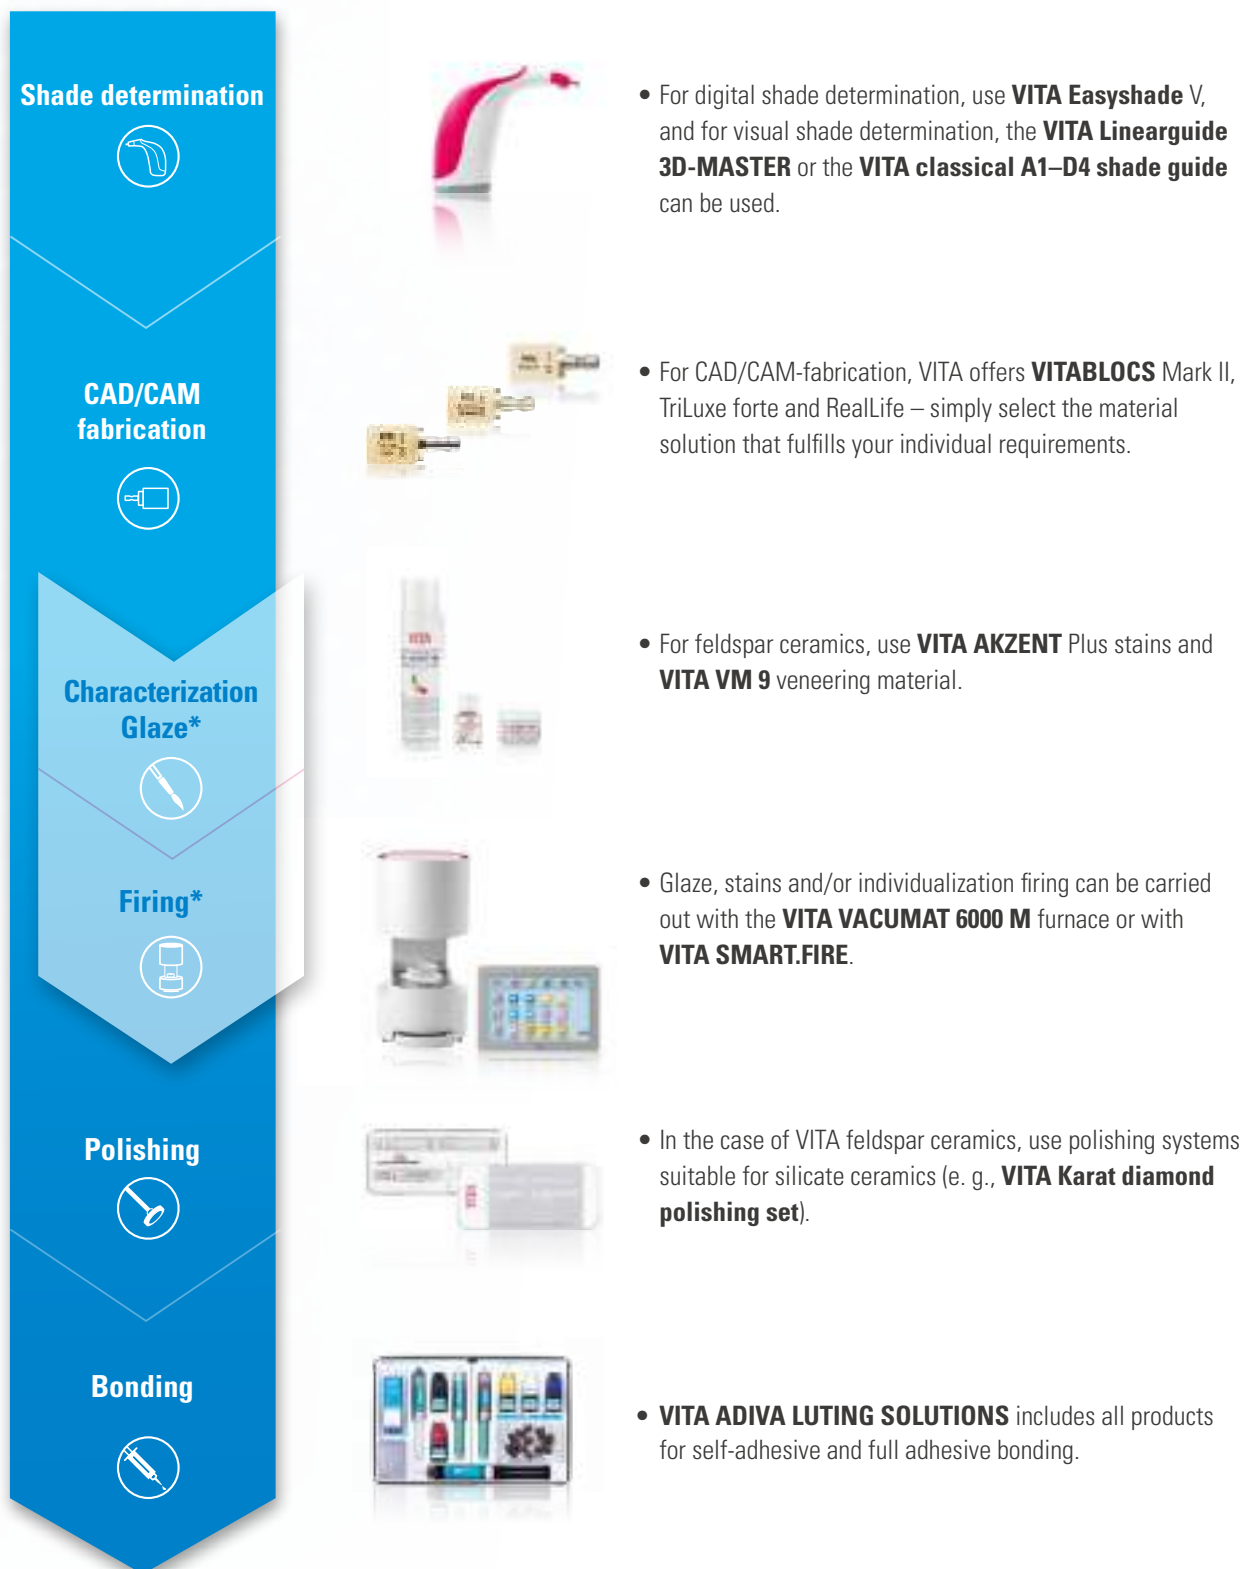 Shade determination
• For digital shade determination, use VITA Easyshade V,
and for visual shade determination, the VITA Linearguide
3D-MASTER or the VITA classical A1–D4 shade guide
can be used.
CAD/CAM
fabrication
• For CAD/CAM-fabrication, VITA offers VITABLOCS Mark II,
TriLuxe forte and RealLife – simply select the material
solution that fulfills your individual requirements.
Characterization
Glaze*
VITA
• For feldspar ceramics, use VITA AKZENT Plus stains and
VITA VM 9 veneering material.
Firing*
• Glaze, stains and/or individualization firing can be carried
out with the VITA VACUMAT 6000 M furnace or with
VITA SMART.FIRE.
Polishing
VITA
• In the case of VITA feldspar ceramics, use polishing systems
suitable for silicate ceramics (e. g., VITA Karat diamond
polishing set).
Bonding
• VITA ADIVA LUTING SOLUTIONS includes all products
for self-adhesive and full adhesive bonding.